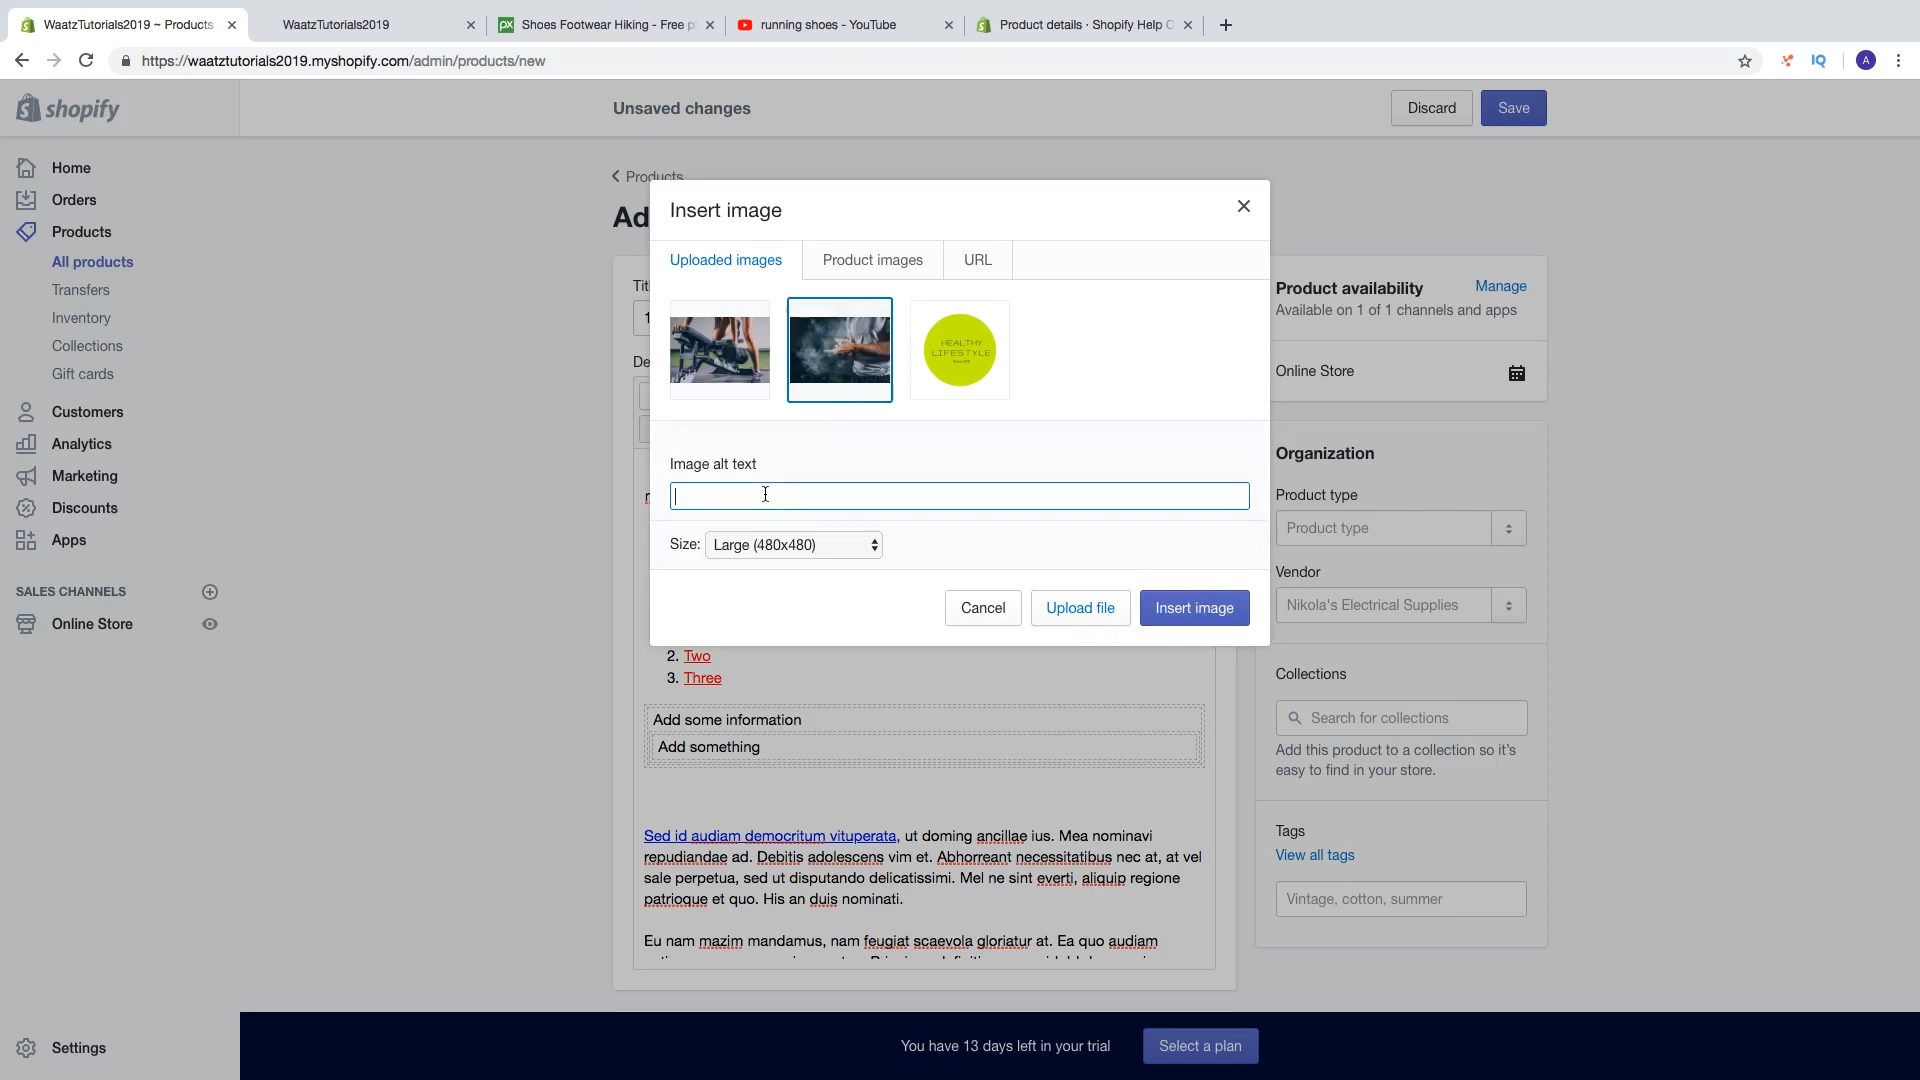 WaatzTutorials2019 ~ Products
WaatzTutorials2019
Shoes Footwear Hiking - Free p
running shoes - YouTube
Product details · Shopify Help C
https://waatztutorials2019.myshopify.com/admin/products/new
IQ
A
shopify
Unsaved changes
Discard
Save
Home
Orders
Products
All products
Transfers
Inventory
Collections
Gift cards
Customers
Analytics
Marketing
Discounts
Apps
SALES CHANNELS
Online Store
Settings
Products
Ad
Tit
1
De
Insert image
Uploaded images
Product images
URL
HEALTHY
LIFESTYLE
Image alt text
Size: Large (480x480)
Cancel
Upload file
Insert image
2. Two
3. Three
Add some information
Add something
Sed id audiam democritum vituperata, ut doming ancillae ius. Mea nominavi
repudiandae ad. Debitis adolescens vim et. Abhorreant necessitatibus nec at, at vel
sale perpetua, sed ut disputando delicatissimi. Mel ne sint everti, aliquip regione
patrioque et quo. His an duis nominati.
Eu nam mazim mandamus, nam feugiat scaevola gloriatur at. Ea quo audiam
Product availability
Manage
Available on 1 of 1 channels and apps
Online Store
Organization
Product type
Product type
Vendor
Nikola's Electrical Supplies
Collections
Search for collections
Add this product to a collection so it's
easy to find in your store.
Tags
View all tags
Vintage, cotton, summer
You have 13 days left in your trial
Select a plan